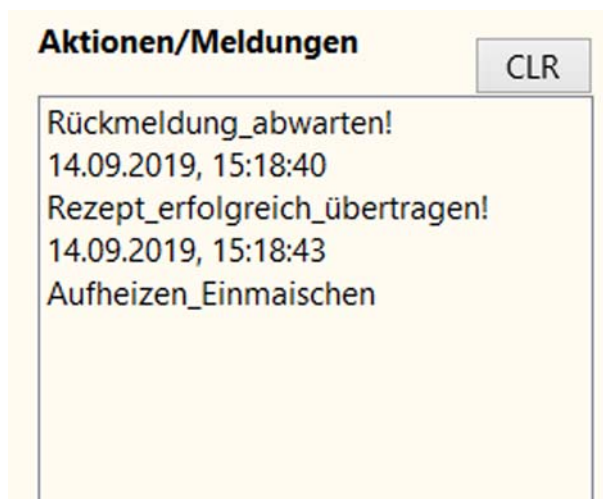 Aktionen/Meldungen
CLR
Rückmeldung_abwarten!
14.09.2019, 15:18:40
Rezept_erfolgreich_übertragen!
14.09.2019, 15:18:43
Aufheizen_Einmaischen